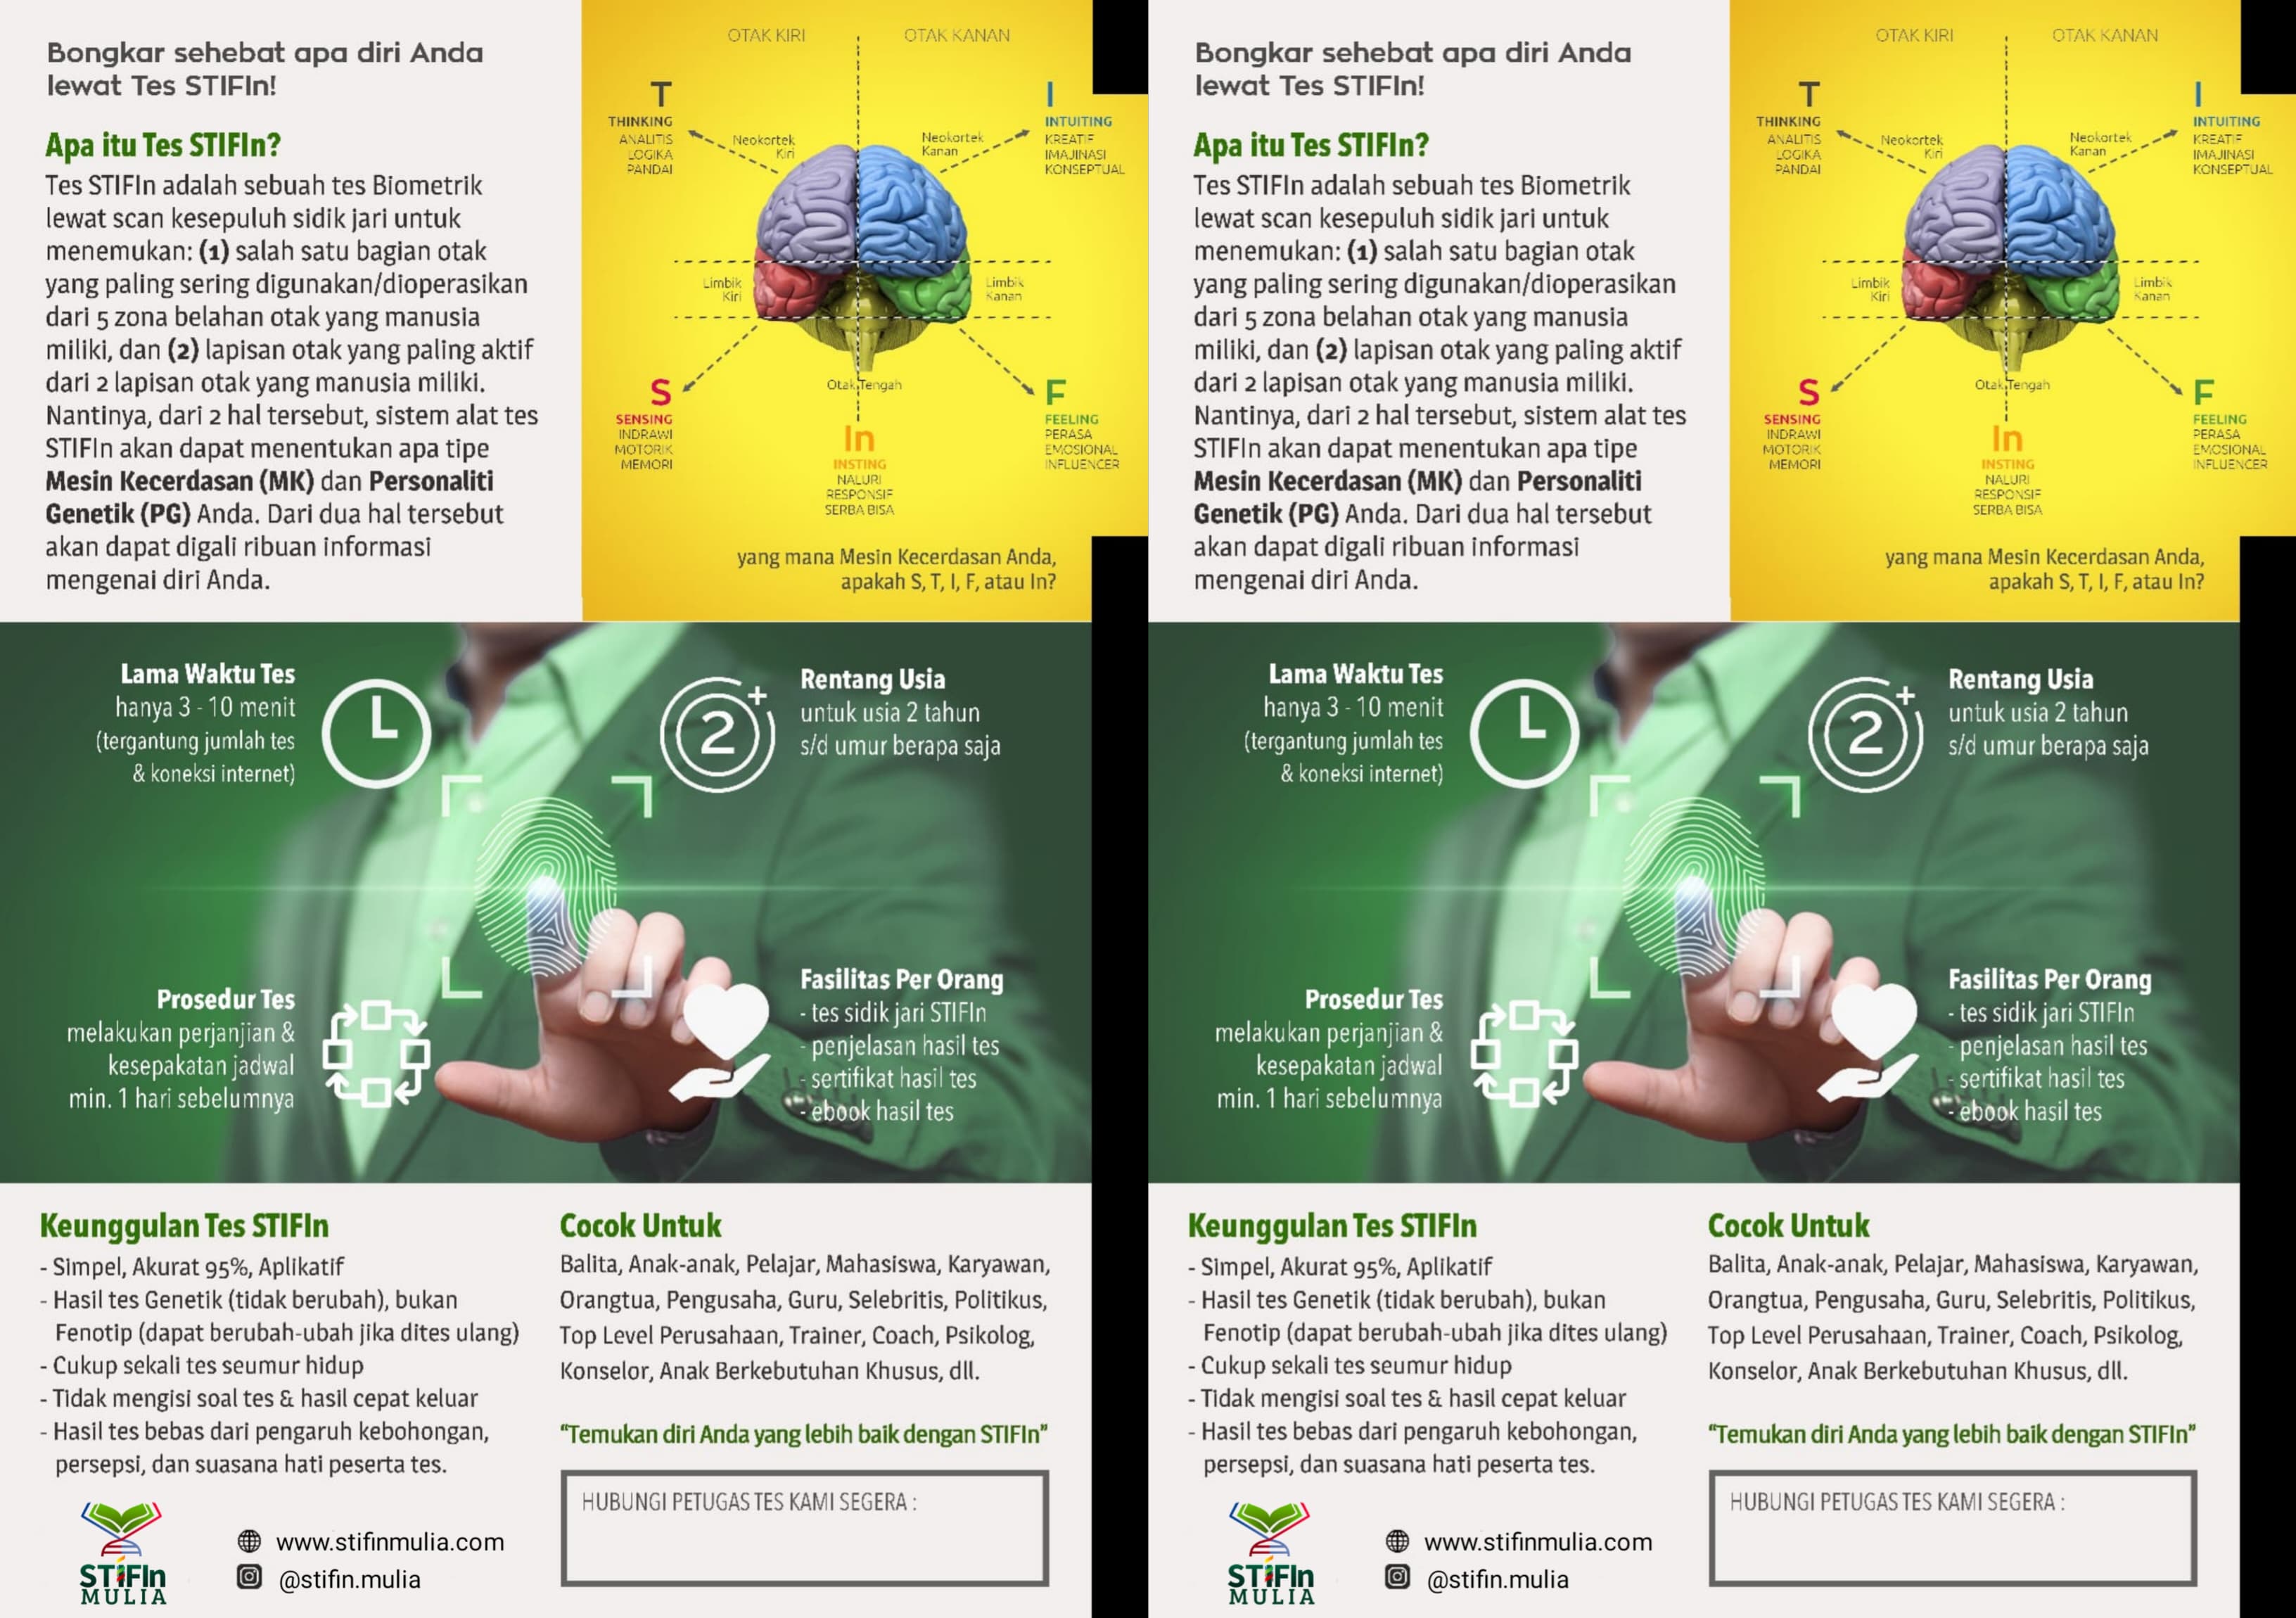 Bongkar sehebat apa diri Anda
lewat Tes STIFIn!
Apa itu Tes STIFIn?
Tes STIFIn adalah sebuah tes Biometrik
lewat scan kesepuluh sidik jari untuk
menemukan: (1) salah satu bagian otak
yang paling sering digunakan/dioperasikan
dari 5 zona belahan otak yang manusia
miliki, dan (2) lapisan otak yang paling aktif
dari 2 lapisan otak yang manusia miliki.
Nantinya, dari 2 hal tersebut, sistem alat tes
STIFIn akan dapat menentukan apa tipe
Mesin Kecerdasan (MK) dan Personaliti
Genetik (PG) Anda. Dari dua hal tersebut
akan dapat digali ribuan informasi
mengenai diri Anda.
OTAK KIRI
OTAK KANAN
T
THINKING
ANALITIS
LOGIKA
PANDAI
Neokortek
Kiri
Neokortek
Kanan
I
INTUITING
KREATIF
IMAJINASI
KONSEPTUAL
Limbik
Kiri
Limbik
Kanan
S
SENSING
INDRAWI
MOTORIK
MEMORI
Otak Tengah
In
INSTING
NALURI
RESPONSIF
SERBA BISA
F
FEELING
PERASA
EMOSIONAL
INFLUENCER
yang mana Mesin Kecerdasan Anda,
apakah S, T, I, F, atau In?
Lama Waktu Tes
hanya 3 - 10 menit
(tergantung jumlah tes
& koneksi internet)
2+
Rentang Usia
untuk usia 2 tahun
s/d umur berapa saja
Prosedur Tes
melakukan perjanjian &
kesepakatan jadwal
min. 1 hari sebelumnya
Fasilitas Per Orang
- tes sidik jari STIFIn
- penjelasan hasil tes
- sertifikat hasil tes
- ebook hasil tes
Keunggulan Tes STIFIn
- Simpel, Akurat 95%, Aplikatif
- Hasil tes Genetik (tidak berubah), bukan
Fenotip (dapat berubah-ubah jika dites ulang)
- Cukup sekali tes seumur hidup
- Tidak mengisi soal tes & hasil cepat keluar
- Hasil tes bebas dari pengaruh kebohongan,
persepsi, dan suasana hati peserta tes.
STIFIn
MULIA
www.stifinmulia.com
@stifin.mulia
Cocok Untuk
Balita, Anak-anak, Pelajar, Mahasiswa, Karyawan,
Orangtua, Pengusaha, Guru, Selebritis, Politikus,
Top Level Perusahaan, Trainer, Coach, Psikolog,
Konselor, Anak Berkebutuhan Khusus, dll.
“Temukan diri Anda yang lebih baik dengan STIFIn”
HUBUNGI PETUGAS TES KAMI SEGERA :
Bongkar sehebat apa diri Anda
lewat Tes STIFIn!
Apa itu Tes STIFIn?
Tes STIFIn adalah sebuah tes Biometrik
lewat scan kesepuluh sidik jari untuk
menemukan: (1) salah satu bagian otak
yang paling sering digunakan/dioperasikan
dari 5 zona belahan otak yang manusia
miliki, dan (2) lapisan otak yang paling aktif
dari 2 lapisan otak yang manusia miliki.
Nantinya, dari 2 hal tersebut, sistem alat tes
STIFIn akan dapat menentukan apa tipe
Mesin Kecerdasan (MK) dan Personaliti
Genetik (PG) Anda. Dari dua hal tersebut
akan dapat digali ribuan informasi
mengenai diri Anda.
OTAK KIRI
OTAK KANAN
T
THINKING
ANALITIS
LOGIKA
PANDAI
Neokortek
Kiri
Neokortek
Kanan
I
INTUITING
KREATIF
IMAJINASI
KONSEPTUAL
Limbik
Kiri
Limbik
Kanan
S
SENSING
INDRAWI
MOTORIK
MEMORI
Otak Tengah
In
INSTING
NALURI
RESPONSIF
SERBA BISA
F
FEELING
PERASA
EMOSIONAL
INFLUENCER
yang mana Mesin Kecerdasan Anda,
apakah S, T, I, F, atau In?
Lama Waktu Tes
hanya 3 - 10 menit
(tergantung jumlah tes
& koneksi internet)
2+
Rentang Usia
untuk usia 2 tahun
s/d umur berapa saja
Prosedur Tes
melakukan perjanjian &
kesepakatan jadwal
min. 1 hari sebelumnya
Fasilitas Per Orang
- tes sidik jari STIFIn
- penjelasan hasil tes
- sertifikat hasil tes
- ebook hasil tes
Keunggulan Tes STIFIn
- Simpel, Akurat 95%, Aplikatif
- Hasil tes Genetik (tidak berubah), bukan
Fenotip (dapat berubah-ubah jika dites ulang)
- Cukup sekali tes seumur hidup
- Tidak mengisi soal tes & hasil cepat keluar
- Hasil tes bebas dari pengaruh kebohongan,
persepsi, dan suasana hati peserta tes.
STIFIn
MULIA
www.stifinmulia.com
@stifin.mulia
Cocok Untuk
Balita, Anak-anak, Pelajar, Mahasiswa, Karyawan,
Orangtua, Pengusaha, Guru, Selebritis, Politikus,
Top Level Perusahaan, Trainer, Coach, Psikolog,
Konselor, Anak Berkebutuhan Khusus, dll.
“Temukan diri Anda yang lebih baik dengan STIFIn”
HUBUNGI PETUGAS TES KAMI SEGERA :